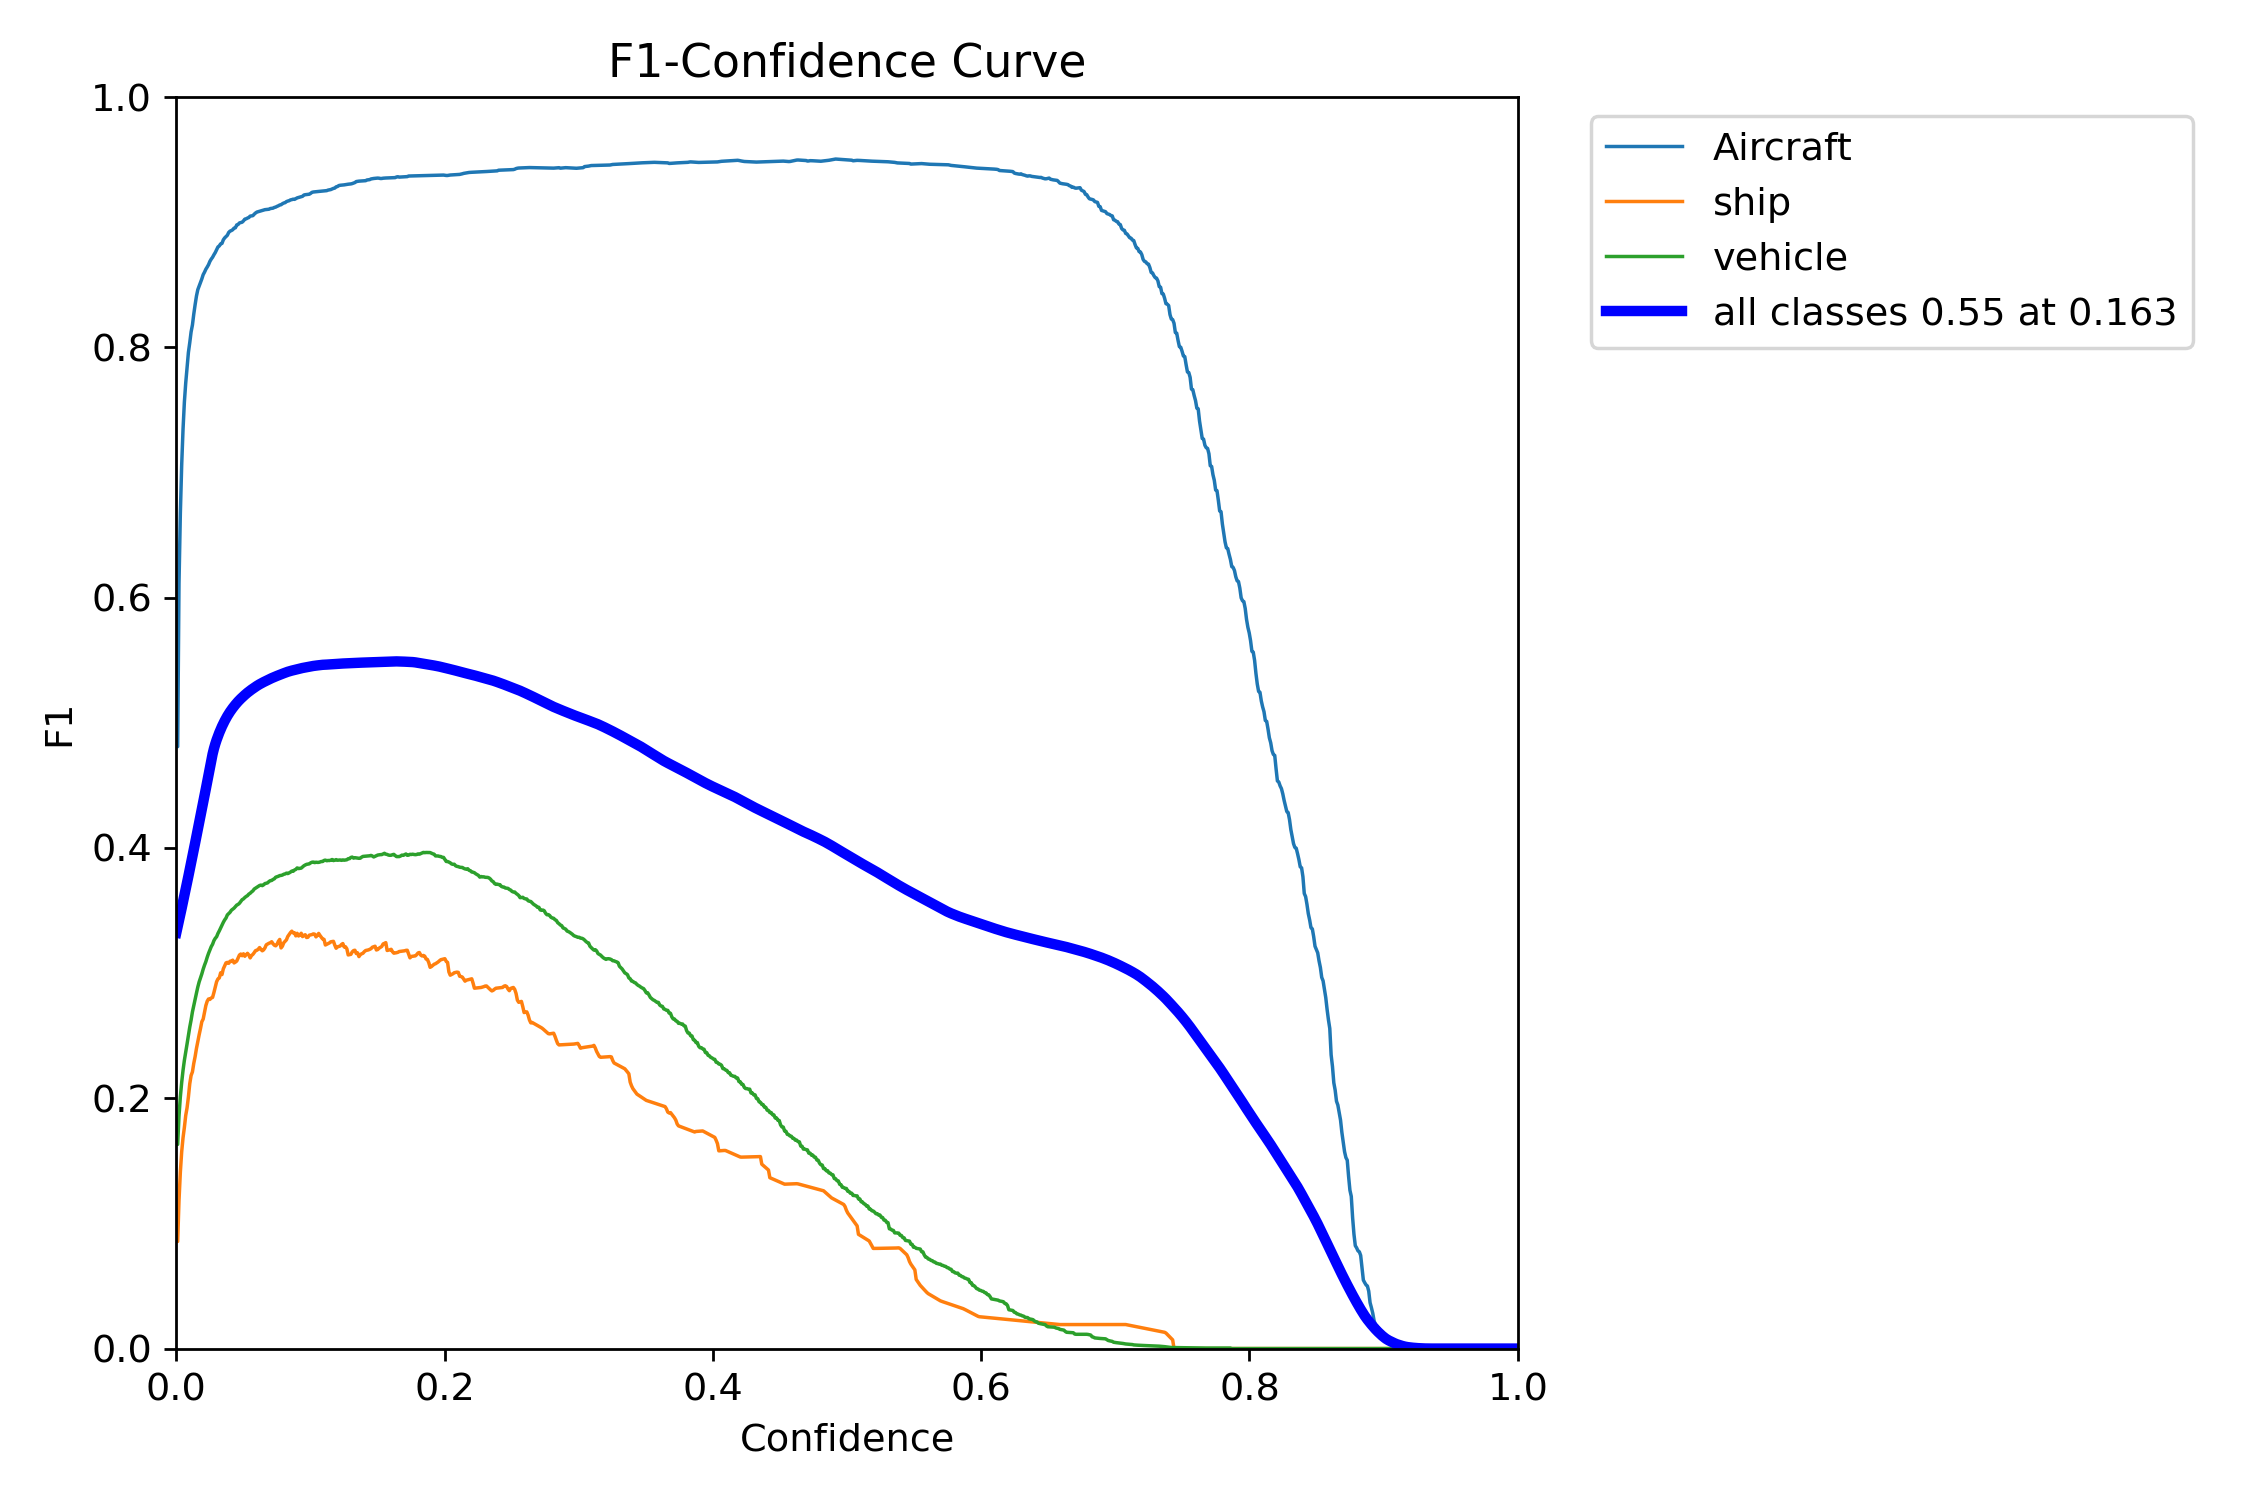 F1-Confidence Curve
1.0
0.8
0.6
0.4
0.2
0.0
F1
0.0 0.2 0.4 0.6 0.8 1.0
Confidence
Aircraft
ship
vehicle
all classes 0.55 at 0.163